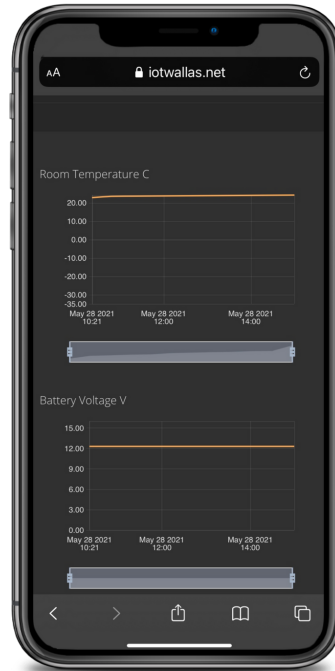 AA iotwallas.net
Room Temperature C
20.00
10.00
0.00
-10.00
-20.00
-30.00
-35.00
May 28 2021 May 28 2021 May 28 2021
10:21 12:00 14:00
Battery Voltage V
15.00
12.00
9.00
6.00
3.00
0.00
May 28 2021 May 28 2021 May 28 2021
10:21 12:00 14:00